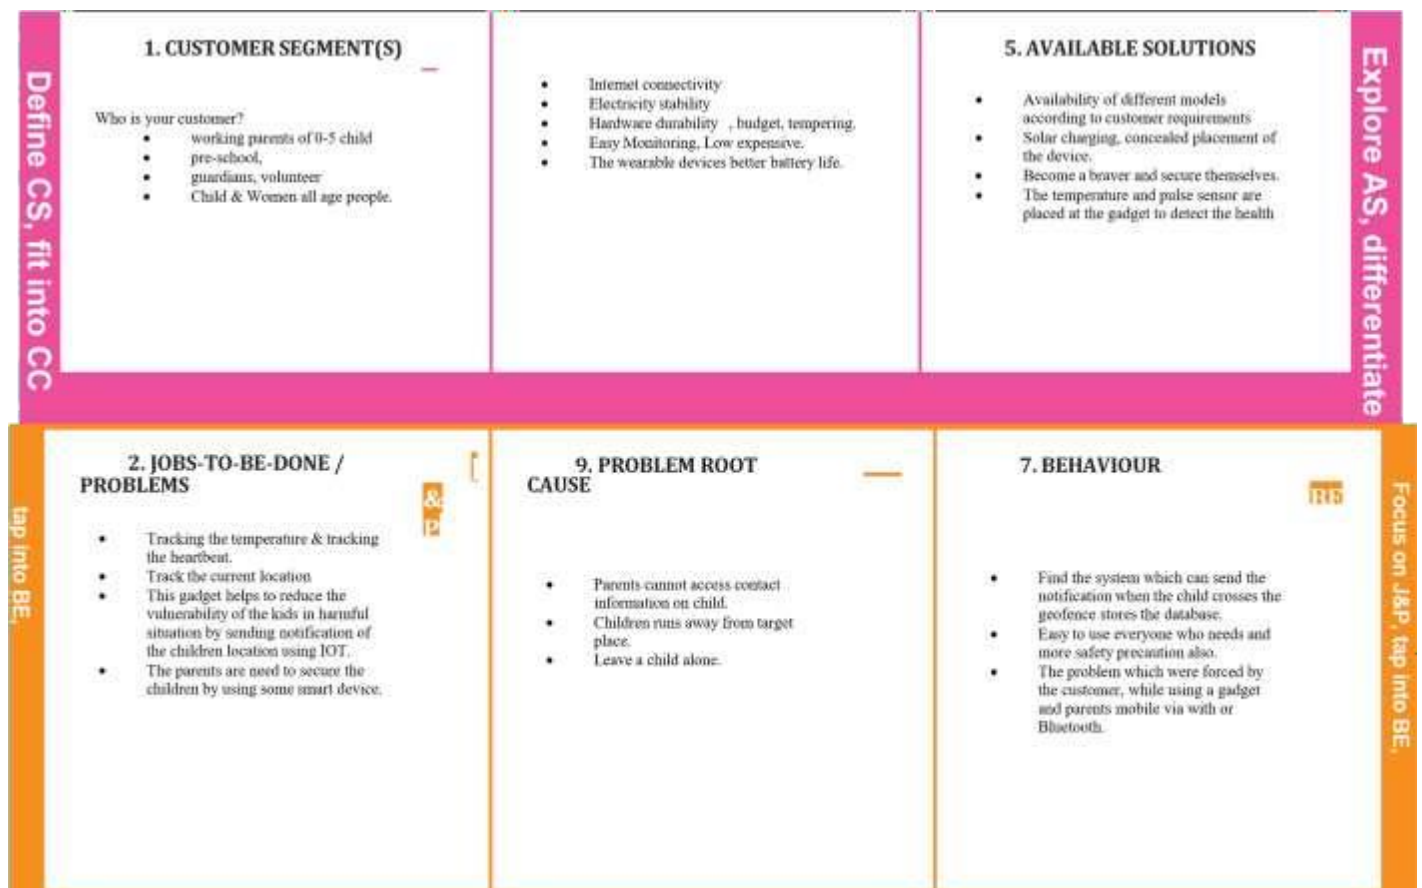 Define CS, fit into CC
1. CUSTOMER SEGMENT(S)
Who is your customer?
• working parents of 0-5 child
• pre-school,
• guardians, volunteer
• Child & Women all age people.
• Internet connectivity
• Electricity stability
• Hardware durability , budget, tempering.
• Easy Monitoring, Low expensive.
• The wearable devices better battery life.
5. AVAILABLE SOLUTIONS
• Availability of different models
according to customer requirements
• Solar charging, concealed placement of
the device.
• Become a braver and secure themselves.
• The temperature and pulse sensor are
placed at the gadget to detect the health
Explore AS, differentiate
tap into BE,
2. JOBS-TO-BE-DONE /
PROBLEMS
&
P
• Tracking the temperature & tracking
the heartbeat.
• Track the current location
• This gadget helps to reduce the
vulnerability of the kids in harmful
situation by sending notification of
the children location using IOT.
• The parents are need to secure the
children by using some smart device.
9. PROBLEM ROOT
CAUSE
• Parents cannot access contact
information on child.
• Children runs away from target
place.
• Leave a child alone.
7. BEHAVIOUR
BE
• Find the system which can send the
notification when the child crosses the
geofence stores the database.
• Easy to use everyone who needs and
more safety precaution also.
• The problem which were forced by
the customer, while using a gadget
and parents mobile via with or
Bluetooth.
Focus on J&P, tap into BE,